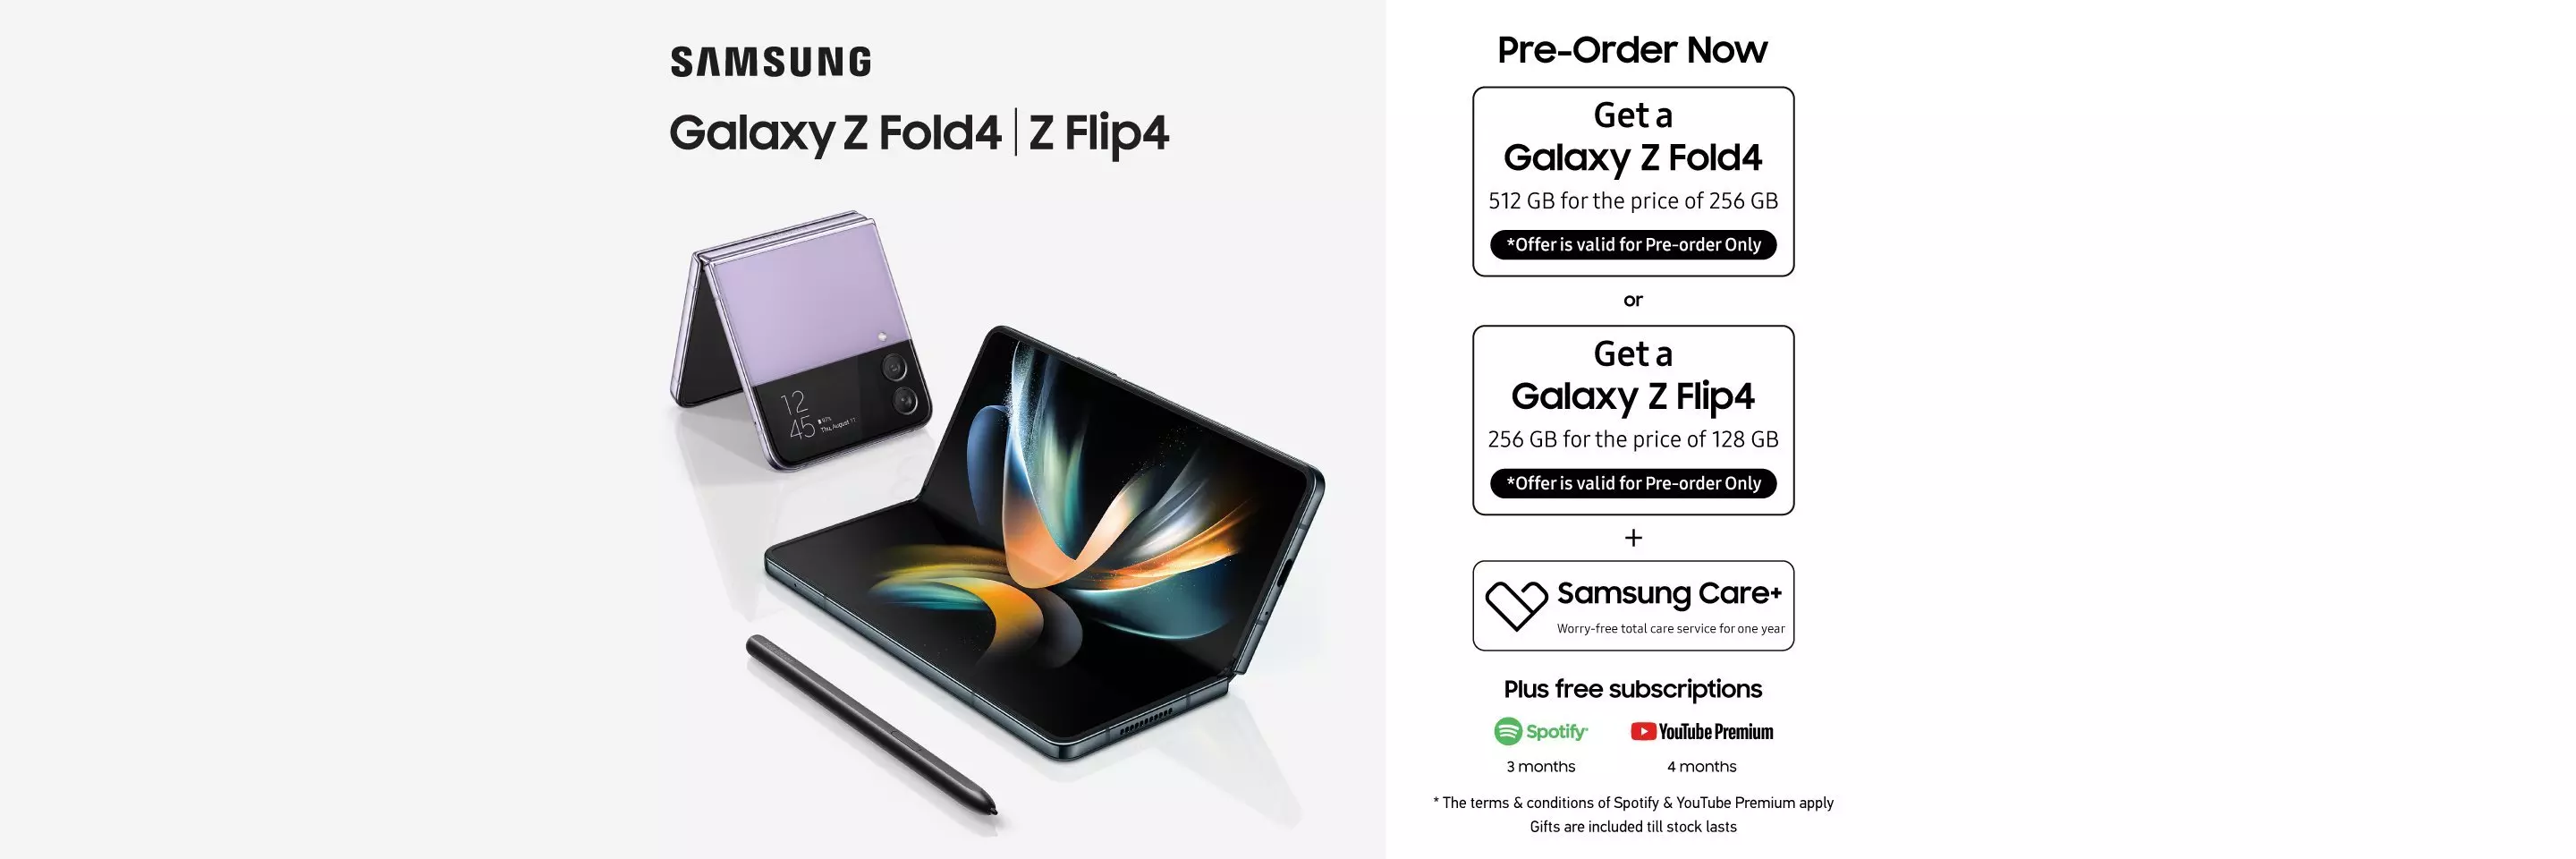 SAMSUNG
Galaxy Z Fold4 | Z Flip4
12
45
97%
Thu, August 11
Pre-Order Now
Get a
Galaxy Z Fold4
512 GB for the price of 256 GB
*Offer is valid for Pre-order Only
or
Get a
Galaxy Z Flip4
256 GB for the price of 128 GB
*Offer is valid for Pre-order Only
+
Samsung Care+
Worry-free total care service for one year
Plus free subscriptions
Spotify YouTube Premium
3 months 4 months
* The terms & conditions of Spotify & YouTube Premium apply
Gifts are included till stock lasts